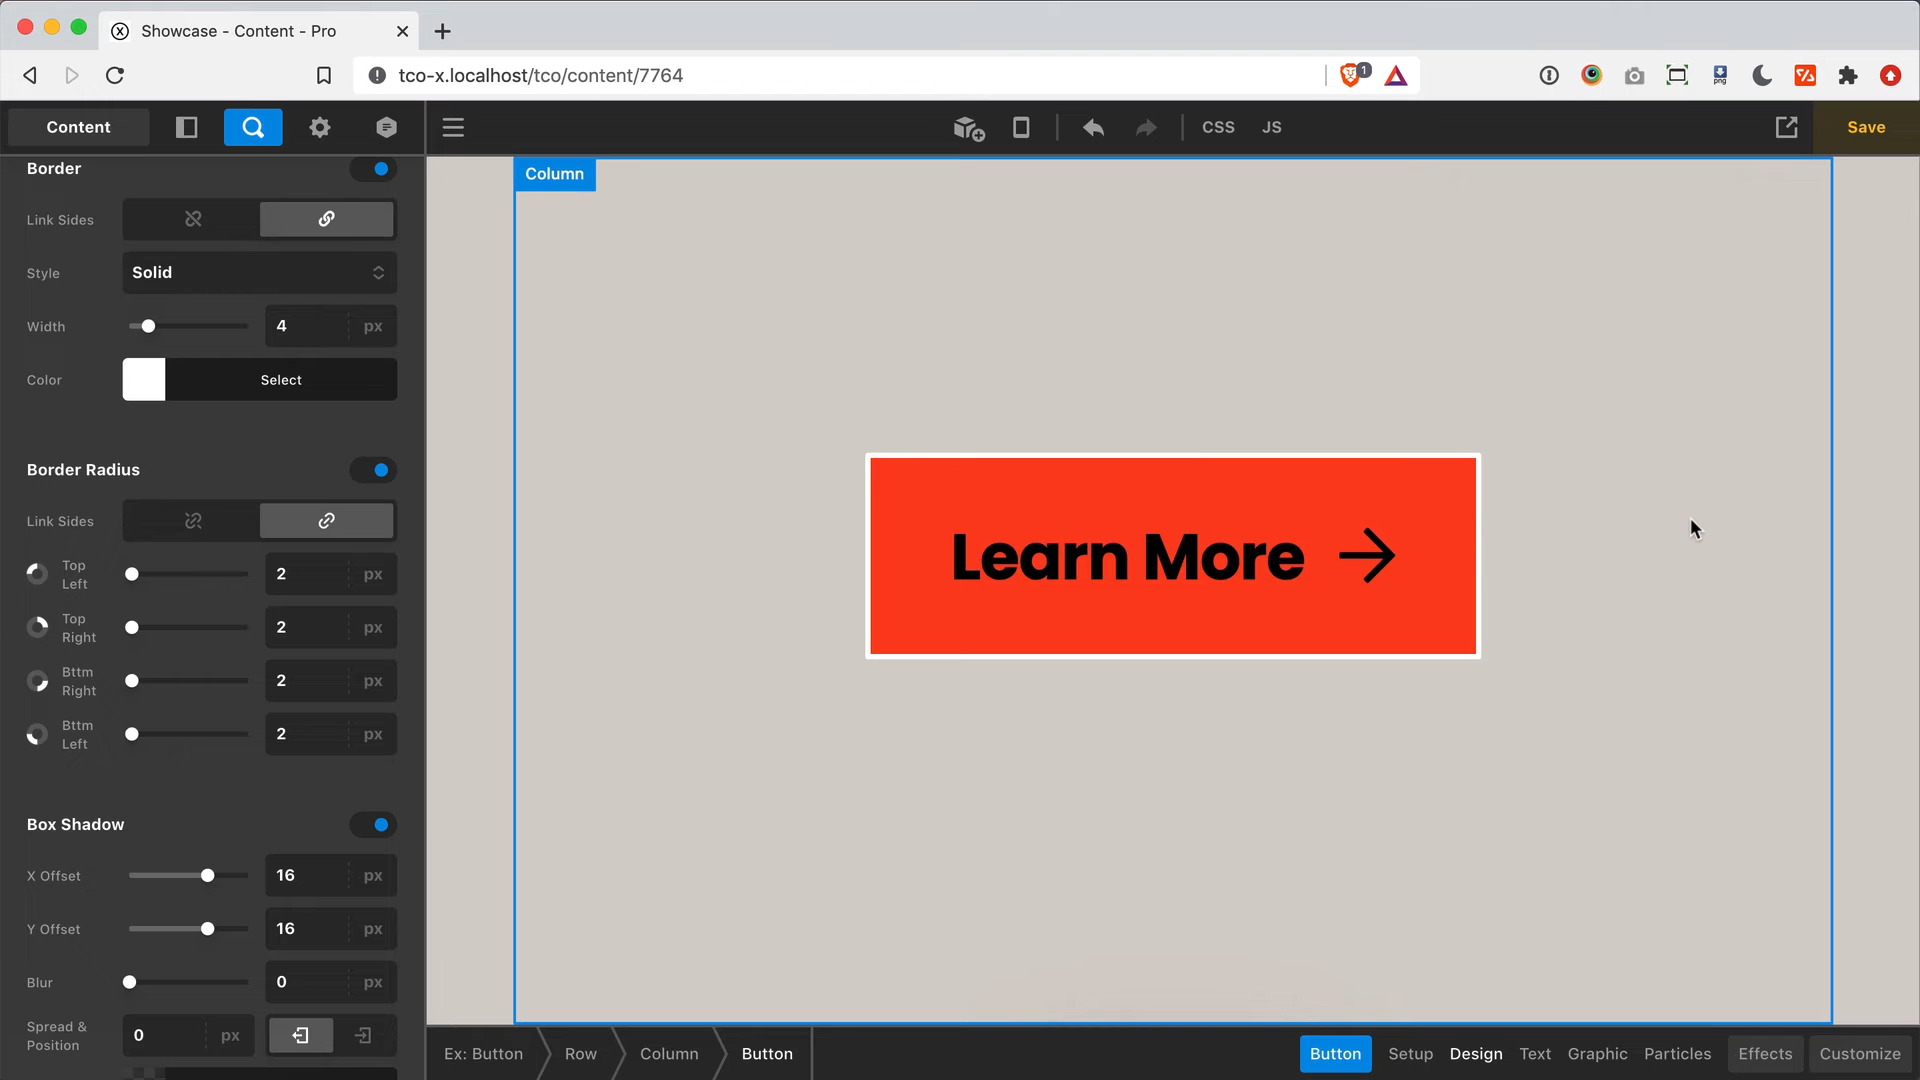 Showcase - Content - Pro
tco-x.localhost/tco/content/7764
1
png
Content
CSS
JS
Save
Border
Link Sides
Style
Solid
Width
4
px
Color
Select
Border Radius
Link Sides
Top
Left
2
px
Top
Right
2
px
Bttm
Right
2
px
Bttm
Left
2
px
Box Shadow
X Offset
16
px
Y Offset
16
px
Blur
0
px
Spread &
Position
0
px
Column
Learn More
Ex: Button
Row
Column
Button
Button
Setup
Design
Text
Graphic
Particles
Effects
Customize